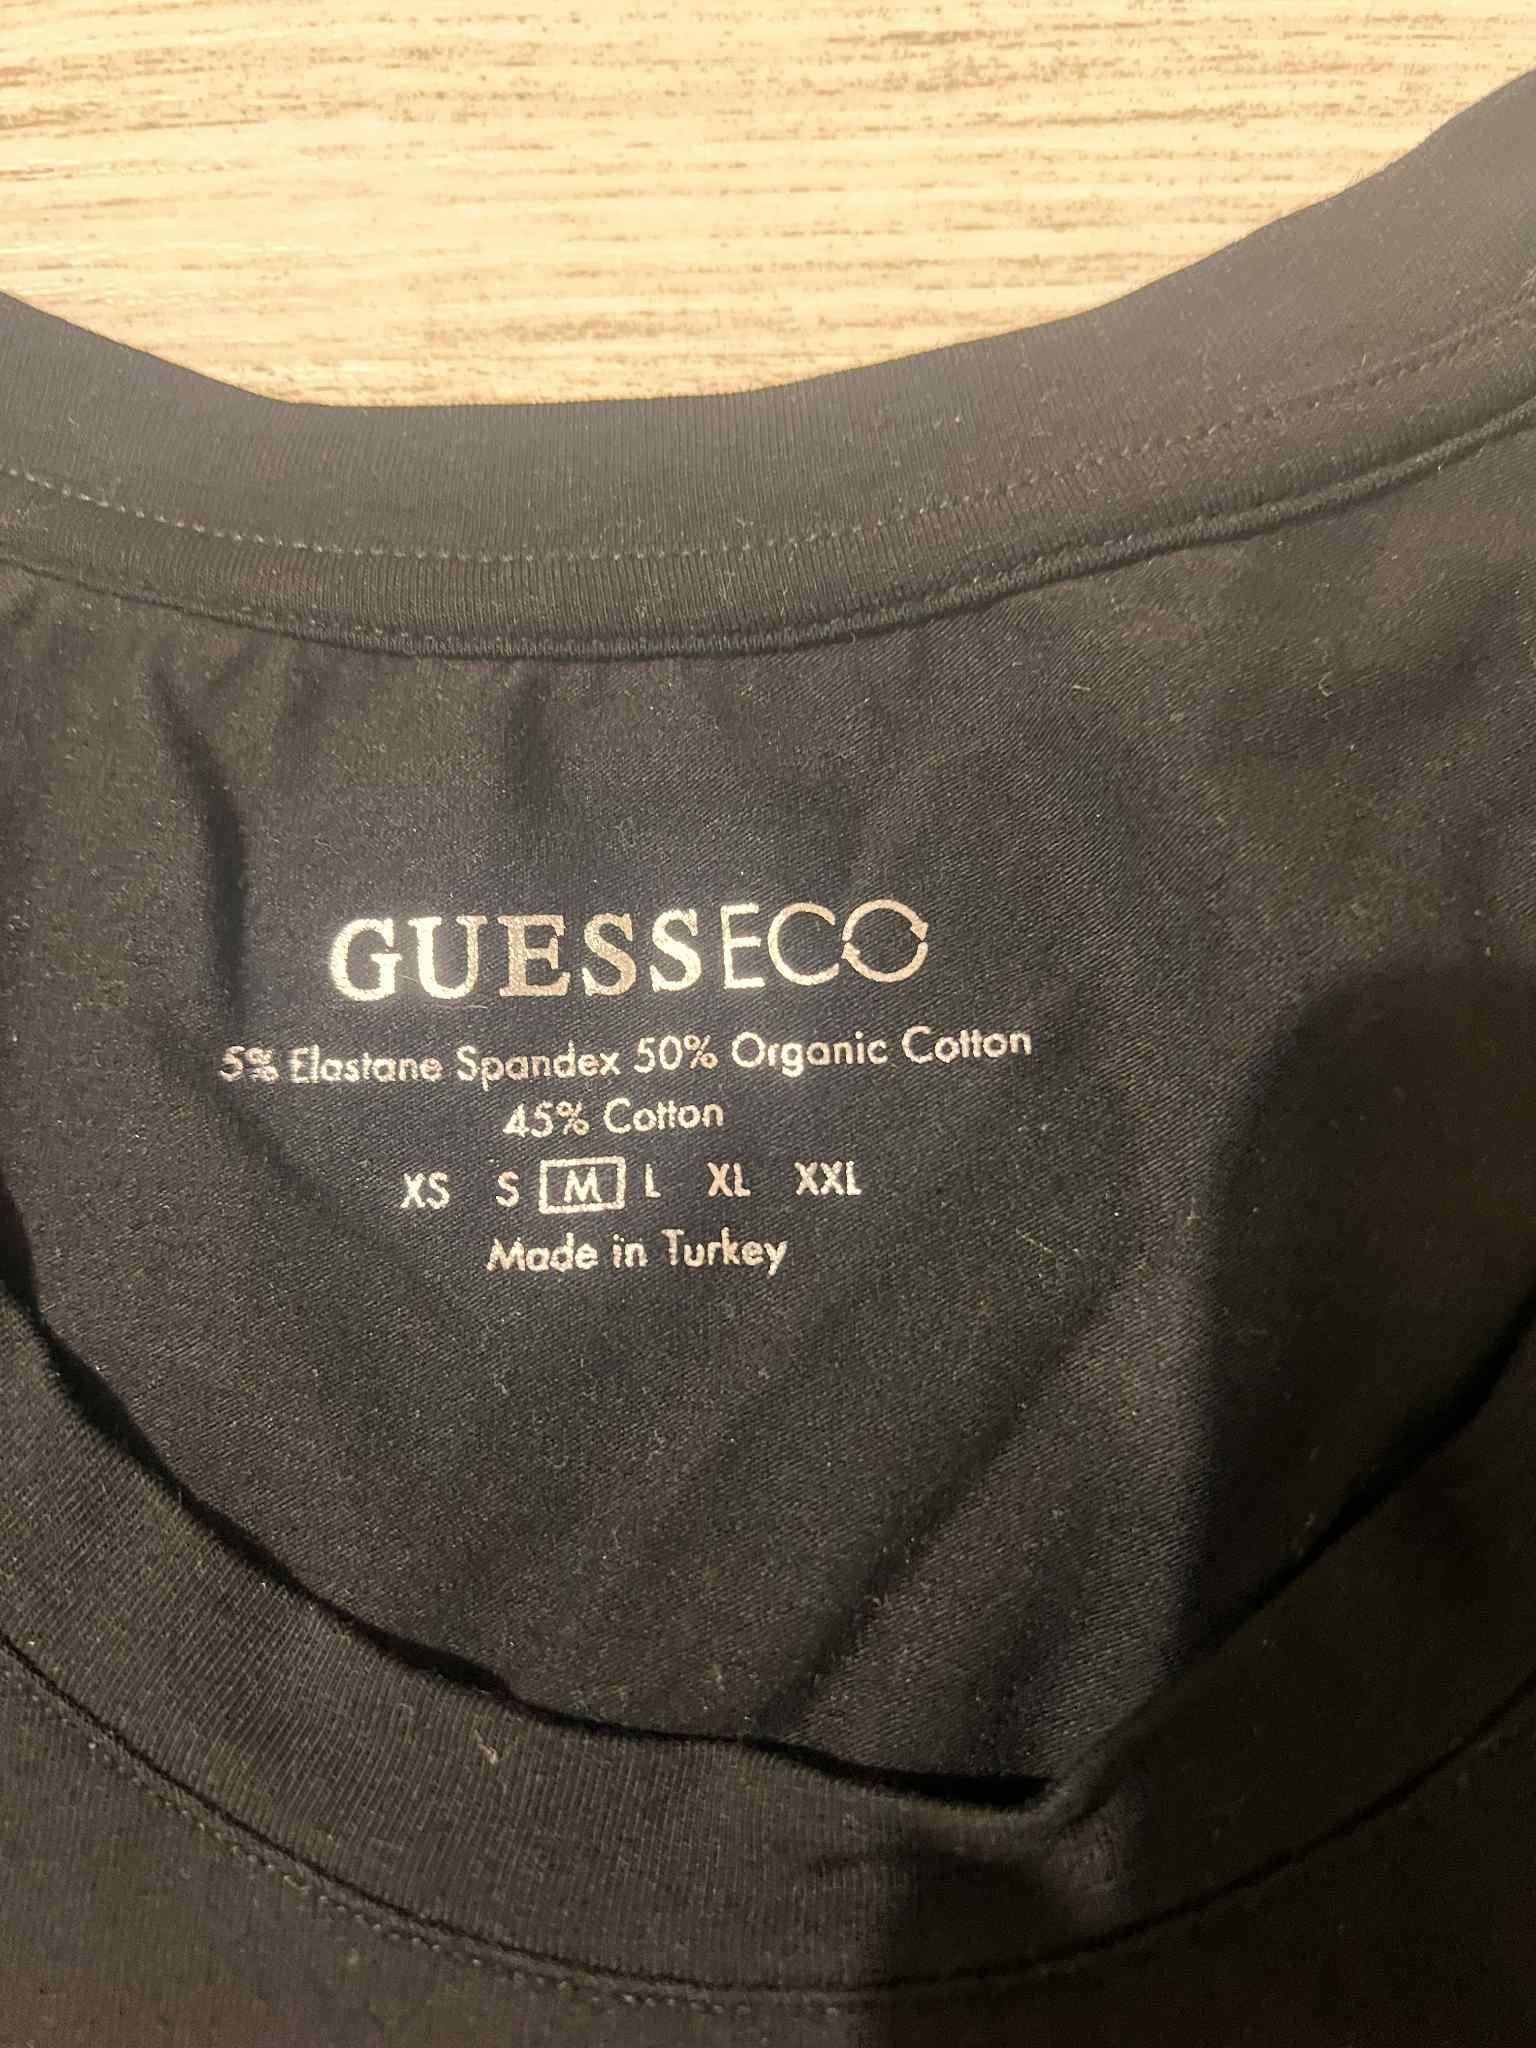 GUESSECO
5% Elastane Spandex 50% Organic Cotton
45% Cotton
XS S M L XL XXL
Made in Turkey